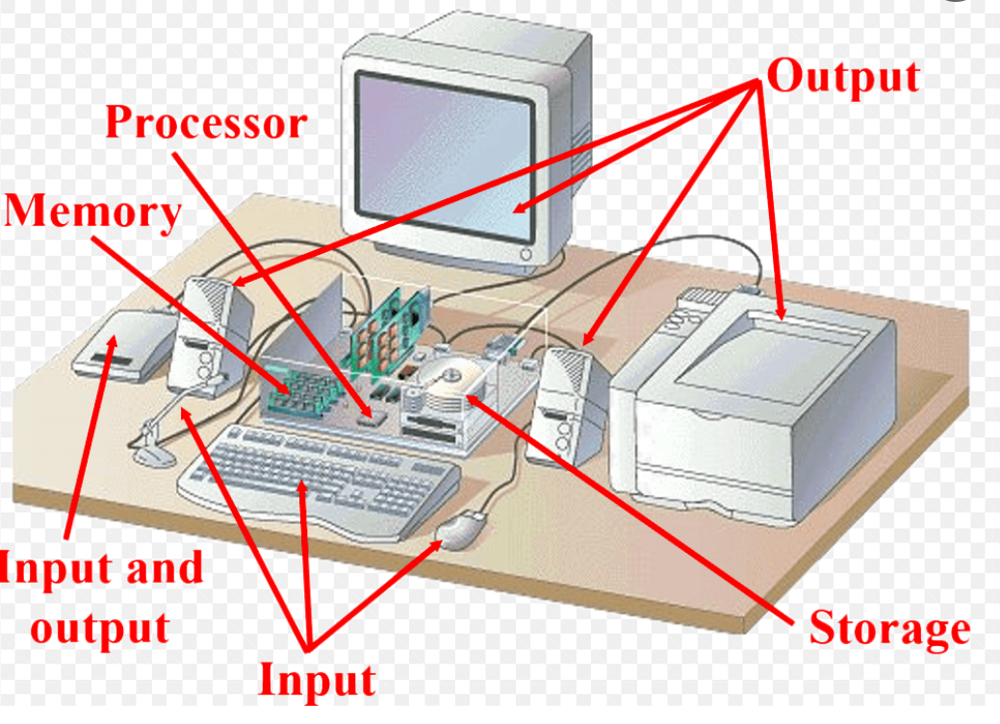 Output
Processor
Memory
Input and
output
Storage
Input